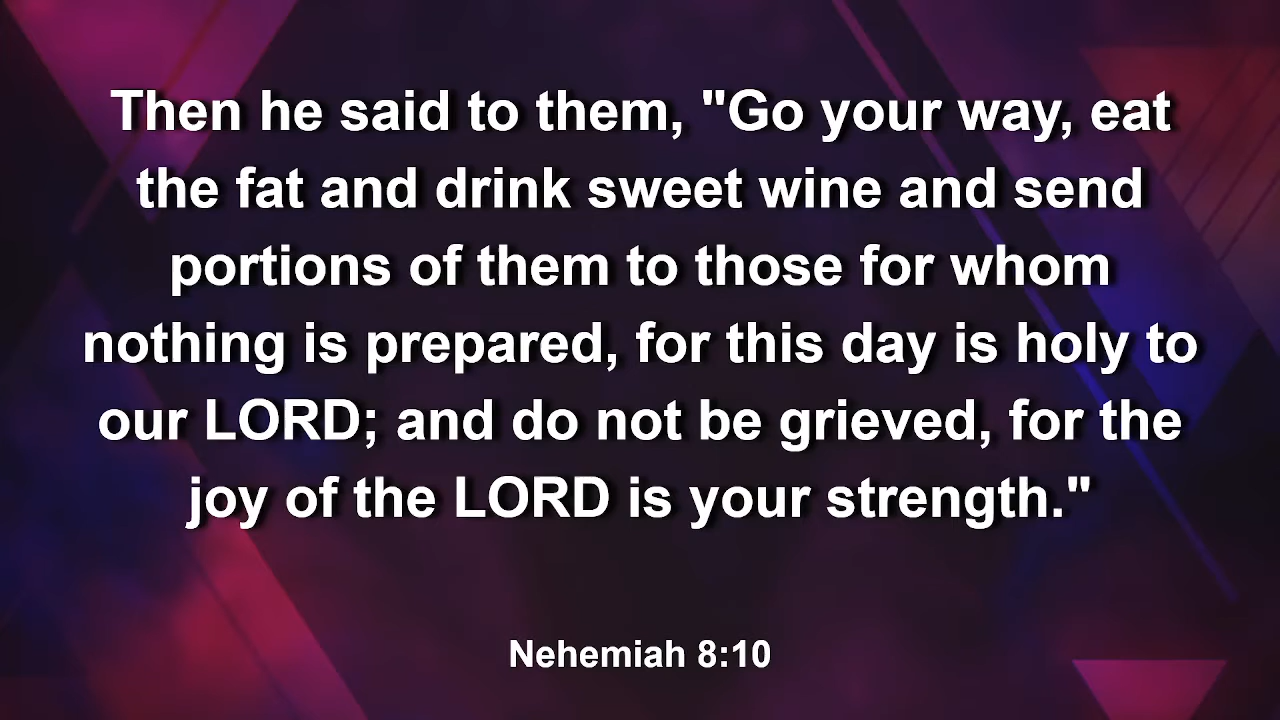 Then he said to them, "Go your way, eat
the fat and drink sweet wine and send
portions of them to those for whom
nothing is prepared, for this day is holy to
our LORD; and do not be grieved, for the
joy of the LORD is your strength."
Nehemiah 8:10